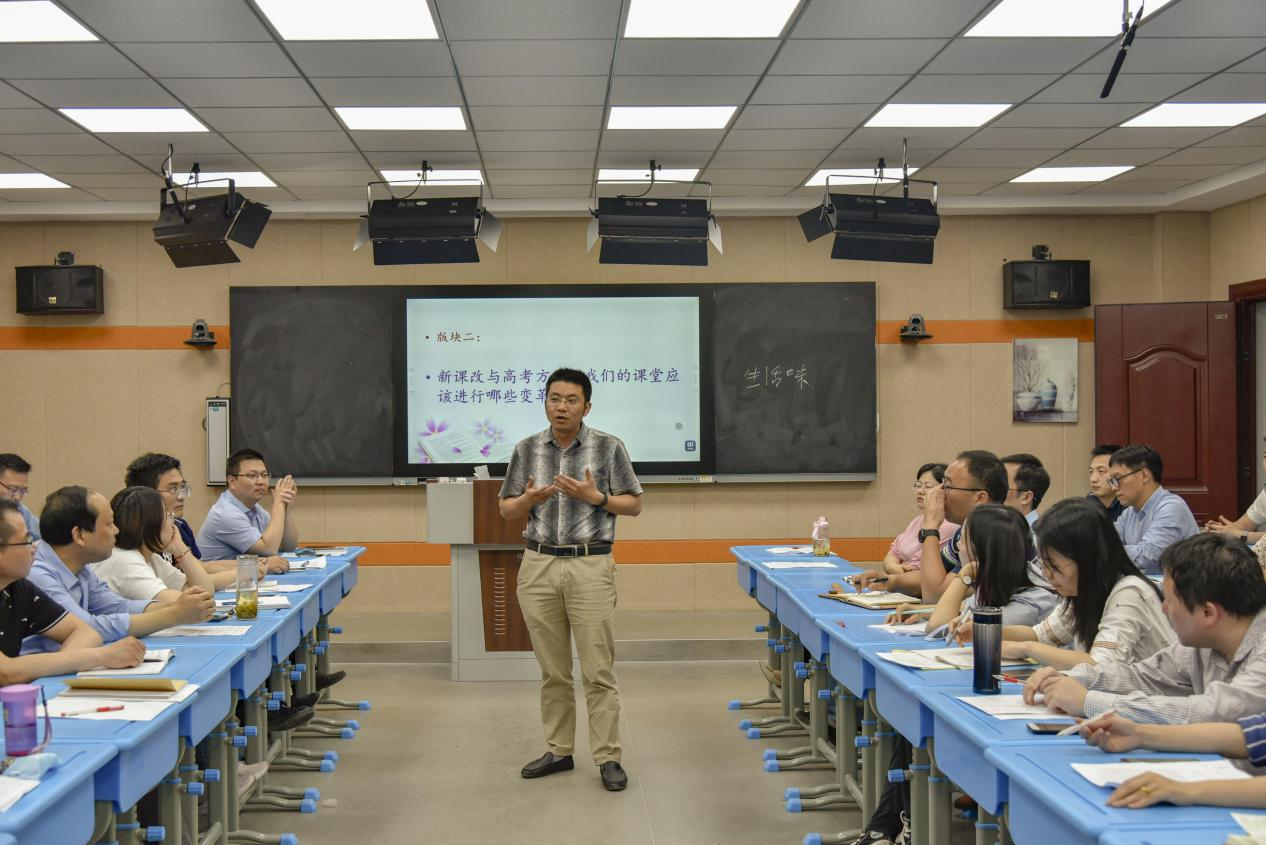 • 版块二：
• 新课改与高考方
我们的课堂应
该进行哪些变革
生活味